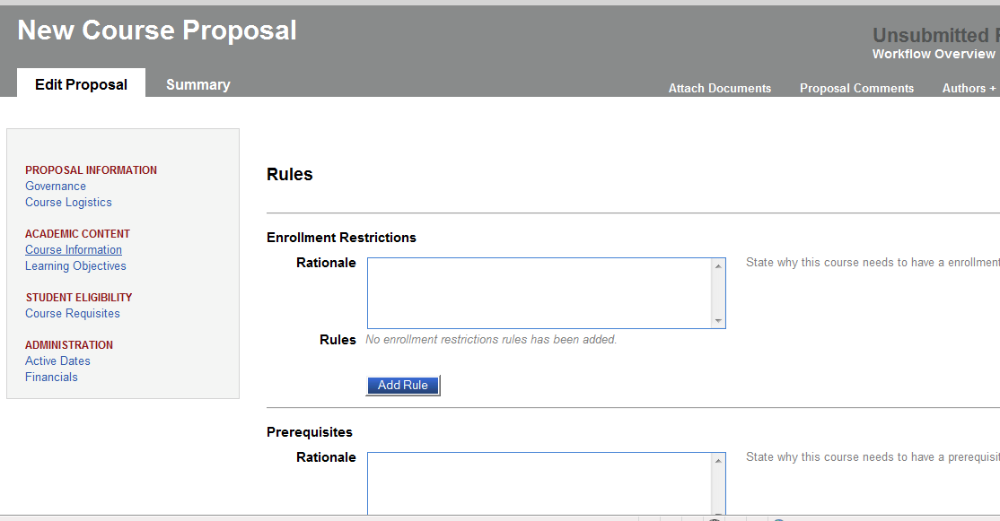 New Course Proposal
Unsubmitted
Workflow Overview
Edit Proposal
Summary
Attach Documents
Proposal Comments
Authors +
PROPOSAL INFORMATION
Governance
Course Logistics
ACADEMIC CONTENT
Course Information
Learning Objectives
STUDENT ELIGIBILITY
Course Requisites
ADMINISTRATION
Active Dates
Financials
Rules
Enrollment Restrictions
Rationale
State why this course needs to have a enrollment
Rules
No enrollment restrictions rules has been added.
Add Rule
Prerequisites
Rationale
State why this course needs to have a prerequisit